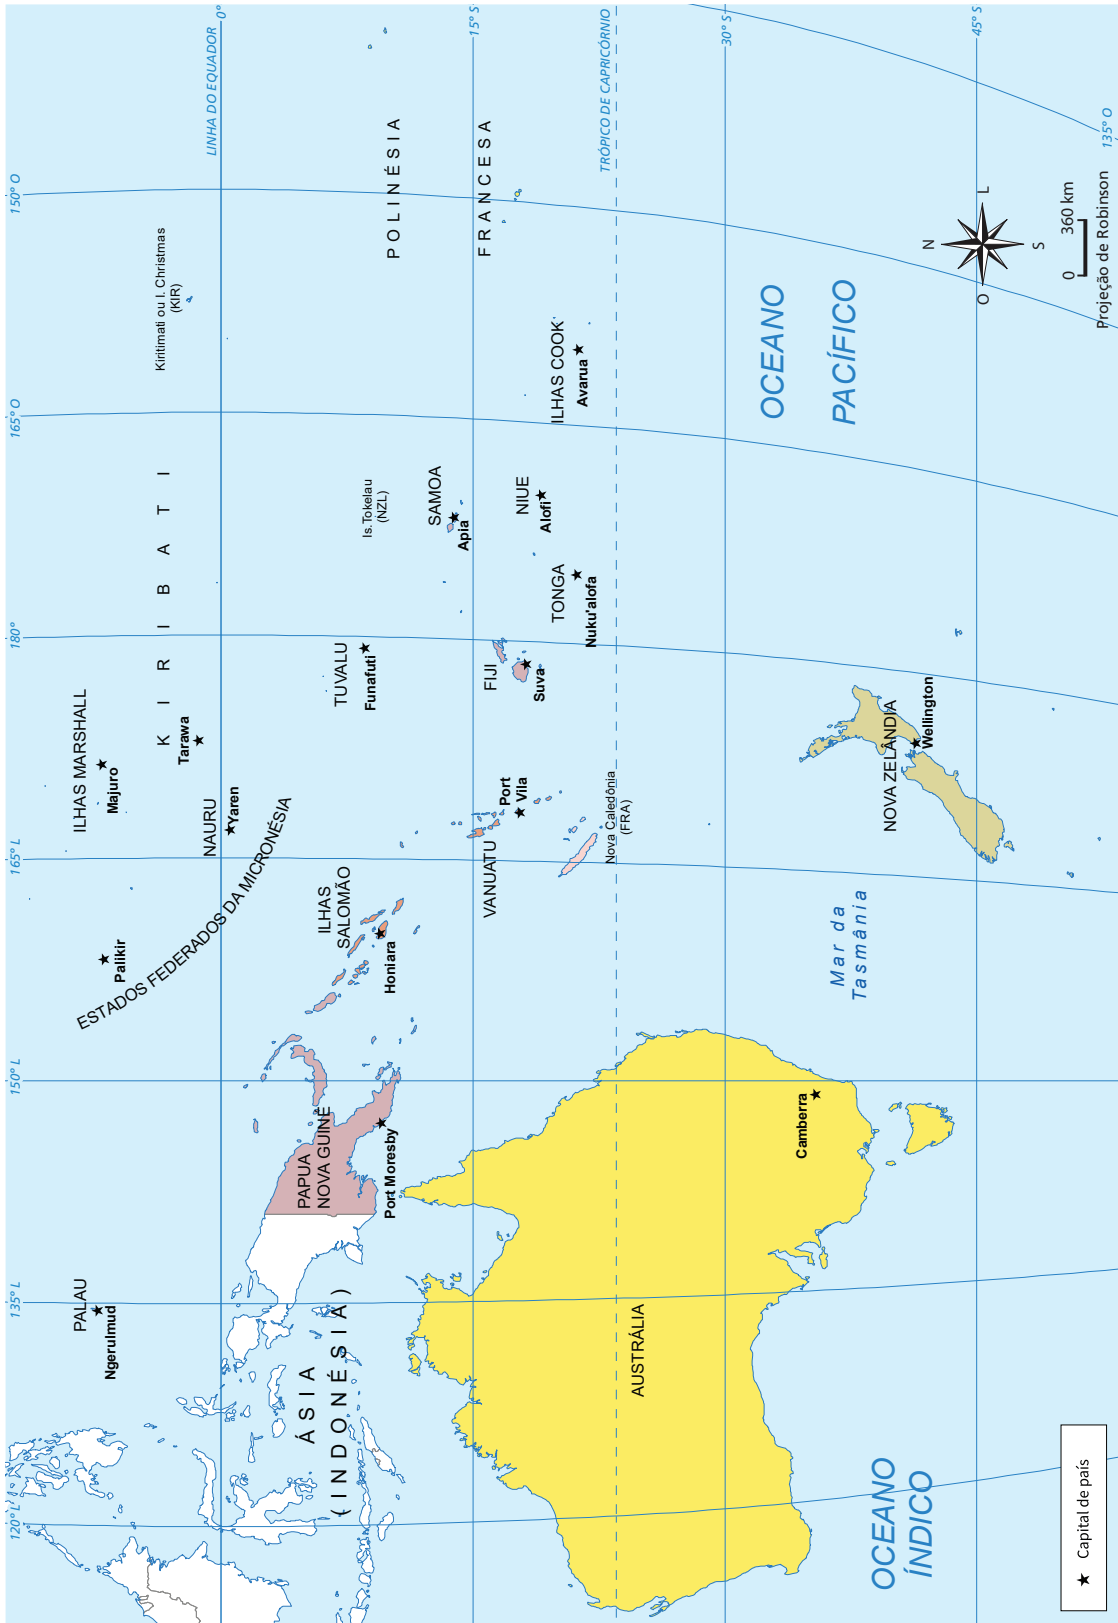 120° L
135° L
150° L
165° L
180°
165° O
150° O
LINHA DO EQUADOR
0°
PALAU
Ngerulmud
Palikir
ESTADOS FEDERADOS DA MICRONÉSIA
ILHAS MARSHALL
Majuro
KIRIBATI
Tarawa
Kiritimati ou I. Christmas
(KIR)
NAURU
Yaren
ÁSIA
(INDONÉSIA)
PAPUA
NOVA GUINÉ
Port Moresby
ILHAS
SALOMÃO
Honiara
TUVALU
Funafuti
Is.Tokelau
(NZL)
POLINÉSIA
FRANCESA
SAMOA
Apia
15° S
VANUATU
Port
Vila
FIJI
Suva
NIUE
Alofi
TONGA
Nuku'alofa
ILHAS COOK
Avarua
Nova Caledônia
(FRA)
TRÓPICO DE CAPRICÓRNIO
AUSTRÁLIA
30° S
OCEANO
PACÍFICO
Camberra
Mar da
Tasmânia
NOVA ZELÂNDIA
Wellington
OCEANO
ÍNDICO
45° S
N
O
L
S
135° O
0 360 km
Projeção de Robinson
Capital de país